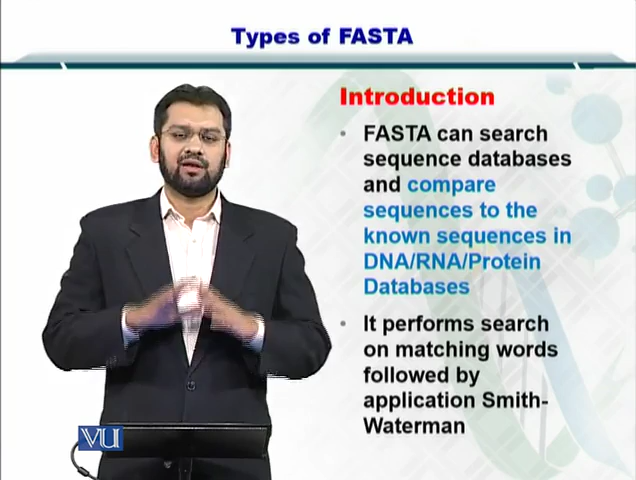 Types of FASTA
Introduction
• FASTA can search
sequence databases
and compare
sequences to the
known sequences in
DNA/RNA/Protein
Databases
• It performs search
on matching words
followed by
application Smith-
Waterman
VU